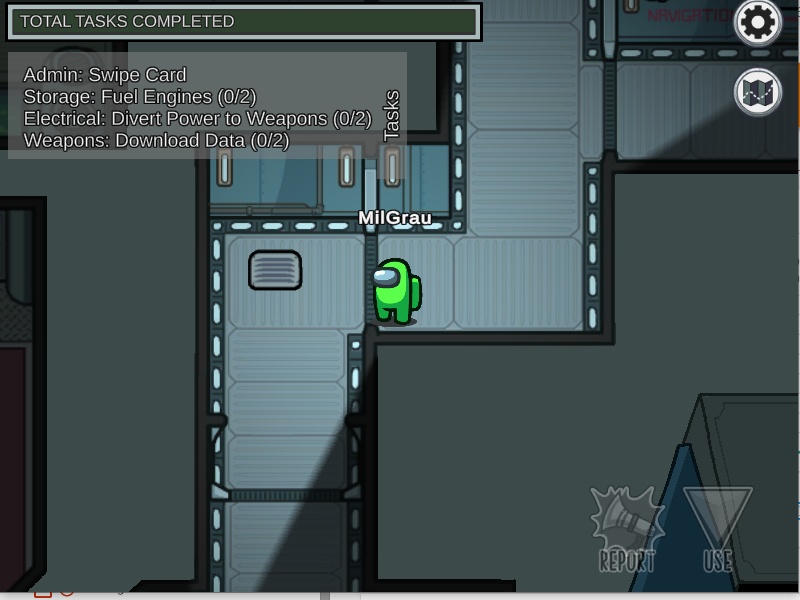 TOTAL TASKS COMPLETED
NAVIGATION
Admin: Swipe Card
Storage: Fuel Engines (0/2)
Electrical: Divert Power to Weapons (0/2)
Weapons: Download Data (0/2)
Tasks
MilGrau
REPORT
USE